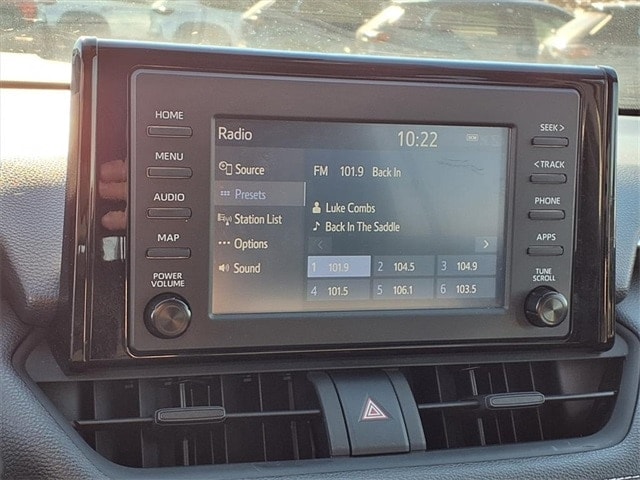 HOME
MENU
AUDIO
MAP
POWER
VOLUME
Radio 10:22
Source
Presets
Station List
Options
Sound
FM 101.9 Back In
Luke Combs
Back In The Saddle
1 101.9 2 104.5 3 104.9
4 101.5 5 106.1 6 103.5
SEEK >
< TRACK
PHONE
APPS
TUNE
SCROLL